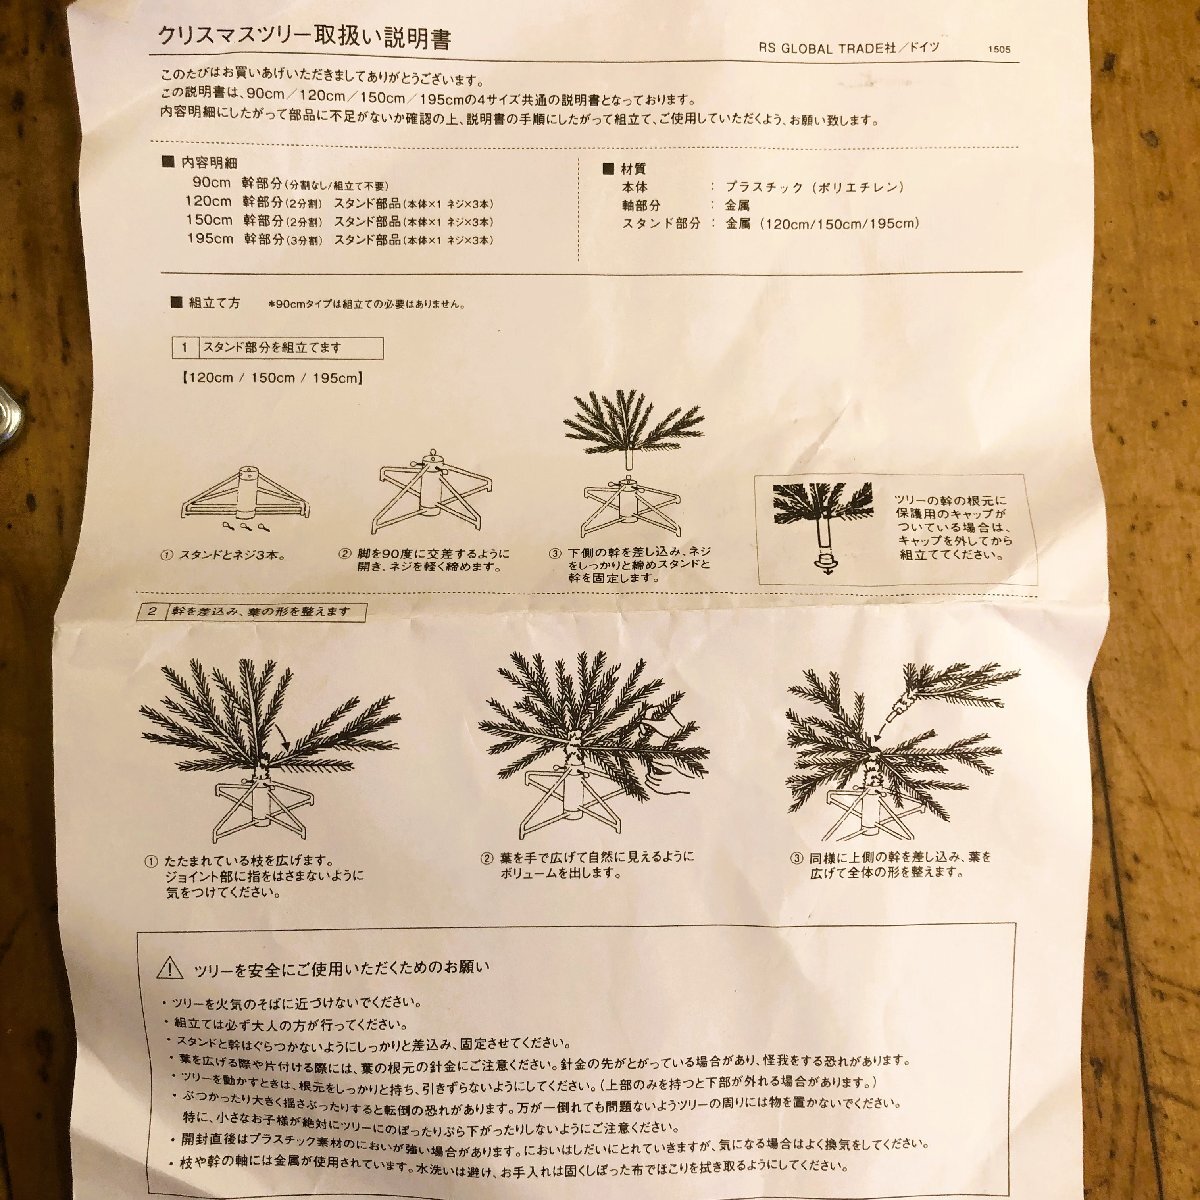 クリスマスツリー取扱い説明書
RS GLOBAL TRADE社／ドイツ 1505
このたびはお買いあげいただきましてありがとうございます。
この説明書は、90cm／120cm／150cm／195cmの4サイズ共通の説明書となっております。
内容明細にしたがって部品に不足がないか確認の上、説明書の手順にしたがって組立て、ご使用していただくよう、お願い致します。
■ 内容明細
90cm 幹部分(分割なし/組立て不要)
120cm 幹部分(2分割) スタンド部品(本体×1 ネジ×3本)
150cm 幹部分(2分割) スタンド部品(本体×1 ネジ×3本)
195cm 幹部分(3分割) スタンド部品(本体×1 ネジ×3本)
■ 材質
本体 : プラスチック（ポリエチレン）
軸部分 : 金属
スタンド部分 : 金属（120cm/150cm/195cm）
■ 組立て方 *90cmタイプは組立ての必要はありません。
1 スタンド部分を組立てます
【120cm / 150cm / 195cm】
① スタンドとネジ3本。
② 脚を90度に交差するように
開き、ネジを軽く締めます。
③ 下側の幹を差し込み、ネジ
をしっかりと締めスタンドと
幹を固定します。
ツリーの幹の根元に
保護用のキャップが
ついている場合は、
キャップを外してから
組立ててください。
2 幹を差込み、葉の形を整えます
① たたまれている枝を広げます。
ジョイント部に指をはさまないように
気をつけてください。
② 葉を手で広げて自然に見えるように
ボリュームを出します。
③ 同様に上側の幹を差し込み、葉を
広げて全体の形を整えます。
ツリーを安全にご使用いただくためのお願い
・ツリーを火気のそばに近づけないでください。
・組立ては必ず大人の方が行ってください。
・スタンドと幹はぐらつかないようにしっかりと差込み、固定させてください。
・葉を広げる際や片付ける際には、葉の根元の針金にご注意ください。針金の先がとがっている場合があり、怪我をする恐れがあります。
・ツリーを動かすときは、根元をしっかりと持ち、引きずらないようにしてください。（上部のみを持つと下部が外れる場合があります。）
・ぶつかったり大きく揺さぶったりすると転倒の恐れがあります。万が一倒れても問題ないようツリーの周りには物を置かないでください。
特に、小さなお子様が絶対にツリーにのぼったりぶら下がったりしないようにご注意ください。
・開封直後はプラスチック素材のにおいが強い場合があります。においはしだいにとれていきますが、気になる場合はよく換気をしてください。
・枝や幹の軸には金属が使用されています。水洗いは避け、お手入れは固くしぼった布でほこりを拭き取るようにしてください。